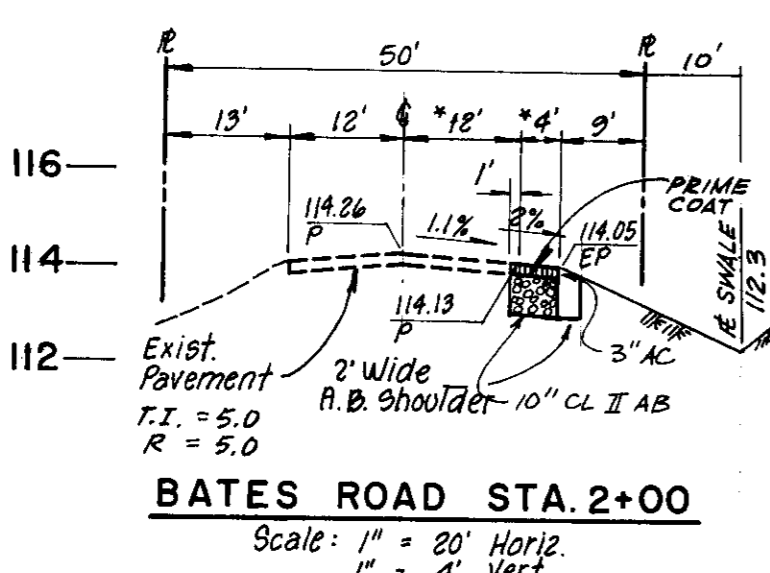 50'
10'
13'
12'
*12'
*4'
9'
116
1'
PRIME
COAT
114.26
P
1.1%
2%
114.05
EP
114
114.13
P
SWALE
112.3
112
Exist.
Pavement
2' Wide
A.B. Shoulder
3" AC
10" CL II AB
T.I. = 5.0
R = 5.0
BATES ROAD STA. 2+00
Scale: 1" = 20' Horiz.
1" = 4' Vert.